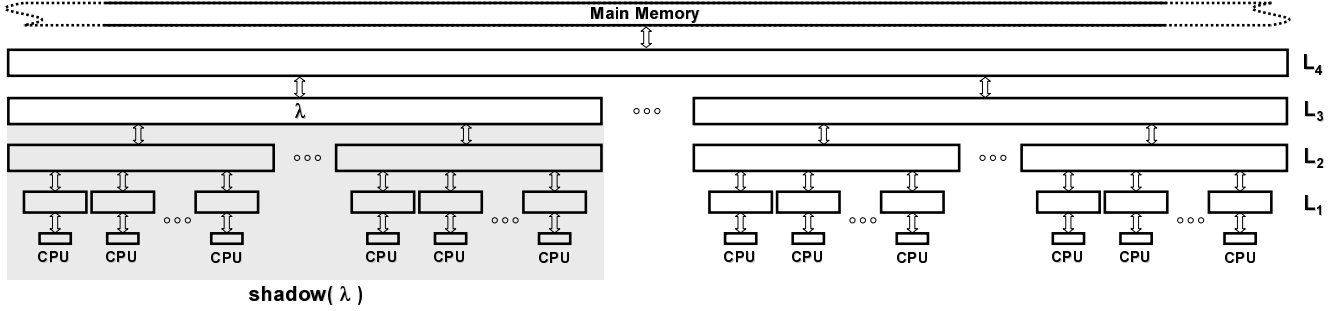 Main Memory
L4
λ
L3
L2
L1
CPU CPU CPU CPU CPU CPU CPU CPU CPU CPU CPU CPU
shadow( λ )